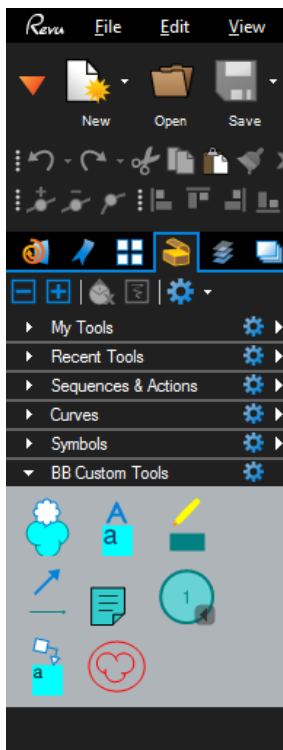 Revu File Edit View
New Open Save
My Tools
Recent Tools
Sequences & Actions
Curves
Symbols
BB Custom Tools
A
a
1
a